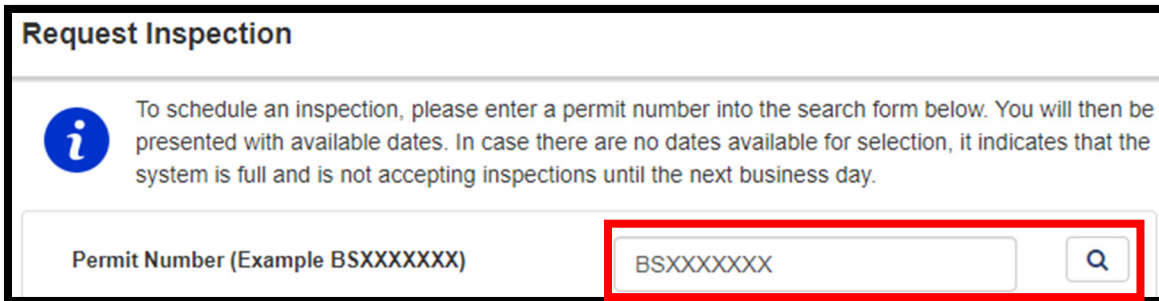 Request Inspection
To schedule an inspection, please enter a permit number into the search form below. You will then be
presented with available dates. In case there are no dates available for selection, it indicates that the
system is full and is not accepting inspections until the next business day.
Permit Number (Example BSXXXXXXX) BSXXXXXXX